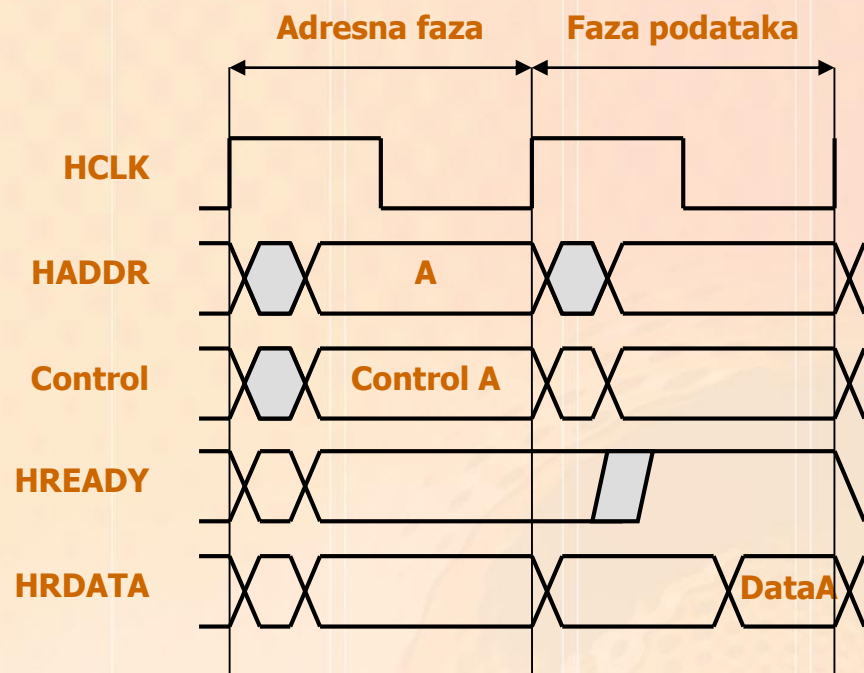 Adresna faza
Faza podataka
HCLK
HADDR
A
Control
Control A
HREADY
HRDATA
DataA